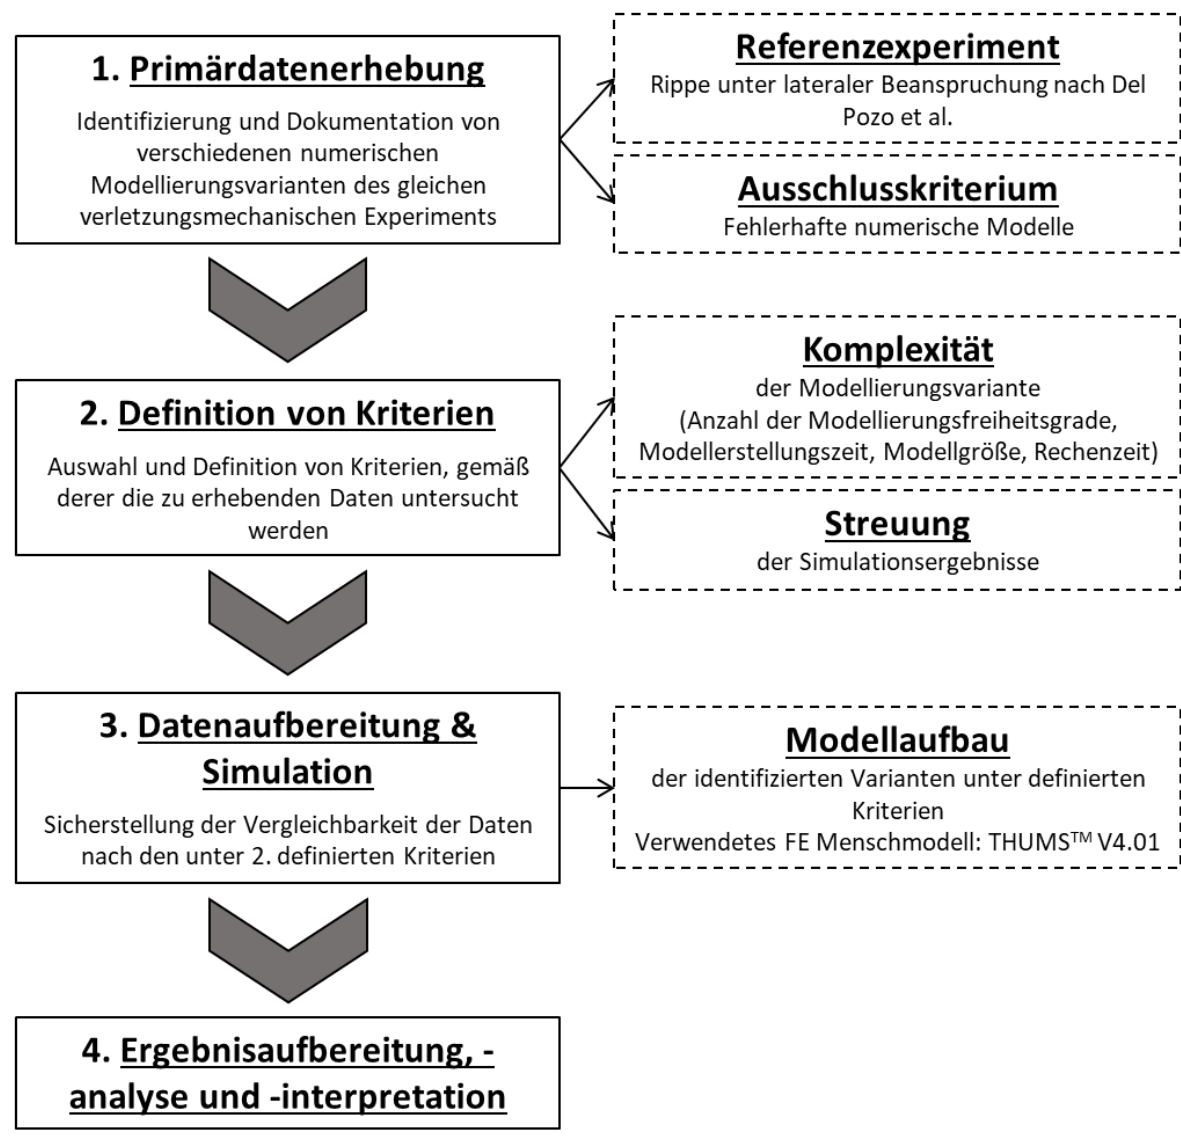 1. Primärdatenerhebung
Identifizierung und Dokumentation von
verschiedenen numerischen
Modellierungsvarianten des gleichen
verletzungsmechanischen Experiments
Referenzexperiment
Rippe unter lateraler Beanspruchung nach Del
Pozo et al.
Ausschlusskriterium
Fehlerhafte numerische Modelle
2. Definition von Kriterien
Auswahl und Definition von Kriterien, gemäß
derer die zu erhebenden Daten untersucht
werden
Komplexität
der Modellierungsvariante
(Anzahl der Modellierungsfreiheitsgrade,
Modellerstellungszeit, Modellgröße, Rechenzeit)
Streuung
der Simulationsergebnisse
3. Datenaufbereitung &
Simulation
Sicherstellung der Vergleichbarkeit der Daten
nach den unter 2. definierten Kriterien
Modellaufbau
der identifizierten Varianten unter definierten
Kriterien
Verwendetes FE Menschmodell: THUMS™ V4.01
4. Ergebnisaufbereitung, -
analyse und -interpretation